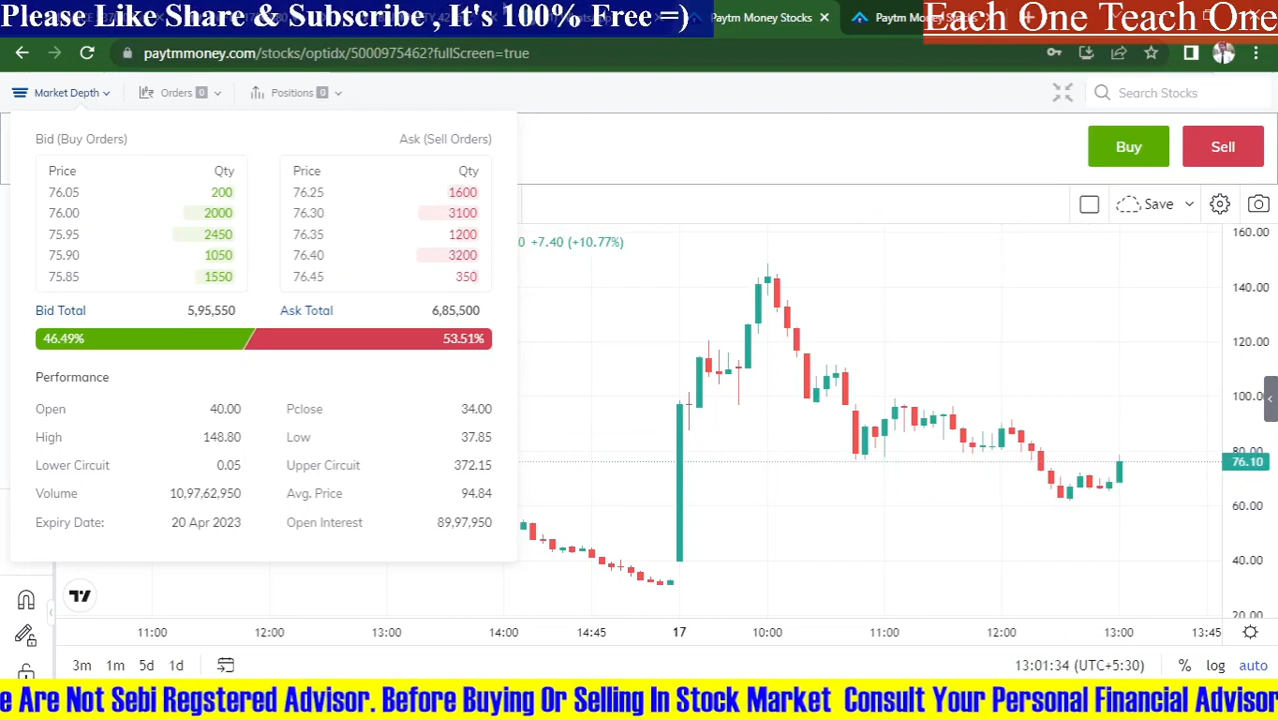 Please Like Share & Subscribe , It's 100% Free =)
Paytm Money Stocks
Paytm Money
Each One Teach One
paytmmoney.com/stocks/optidx/5000975462?fullScreen=true
Market Depth
Orders 0
Positions 0
Search Stocks
Bid (Buy Orders)
Ask (Sell Orders)
Buy
Sell
Price Qty
Price Qty
76.05 200
76.25 1600
76.00 2000
76.30 3100
75.95 2450
76.35 1200
75.90 1050
76.40 3200
75.85 1550
76.45 350
Save
0 +7.40 (+10.77%)
Bid Total 5,95,550
Ask Total 6,85,500
46.49% 53.51%
Performance
Open 40.00
Pclose 34.00
High 148.80
Low 37.85
Lower Circuit 0.05
Upper Circuit 372.15
Volume 10,97,62,950
Avg. Price 94.84
Expiry Date: 20 Apr 2023
Open Interest 89,97,950
160.00
140.00
120.00
100.0
80.00
76.10
60.00
40.00
20.00
11:00 12:00 13:00 14:00 14:45 17 10:00 11:00 12:00 13:00 13:45
3m 1m 5d 1d
13:01:34 (UTC+5:30) % log auto
e Are Not Sebi Regstered Advisor. Before Buying Or Selling In Stock Market Consult Your Personal Financial Advisor